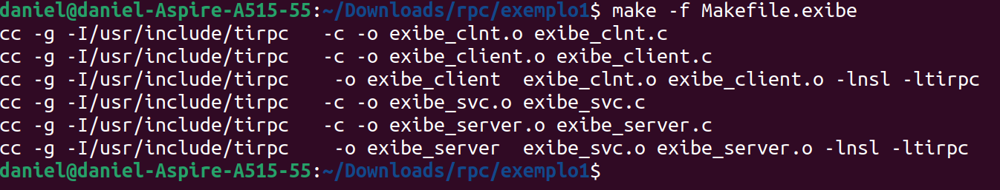 daniel@daniel-Aspire-A515-55:~/Downloads/rpc/exemplo1$ make -f Makefile.exibe
cc -g -I/usr/include/tirpc   -c -o exibe_clnt.o exibe_clnt.c
cc -g -I/usr/include/tirpc   -c -o exibe_client.o exibe_client.c
cc -g -I/usr/include/tirpc    -o exibe_client  exibe_clnt.o exibe_client.o -lnsl -ltirpc
cc -g -I/usr/include/tirpc   -c -o exibe_svc.o exibe_svc.c
cc -g -I/usr/include/tirpc   -c -o exibe_server.o exibe_server.c
cc -g -I/usr/include/tirpc    -o exibe_server  exibe_svc.o exibe_server.o -lnsl -ltirpc
daniel@daniel-Aspire-A515-55:~/Downloads/rpc/exemplo1$